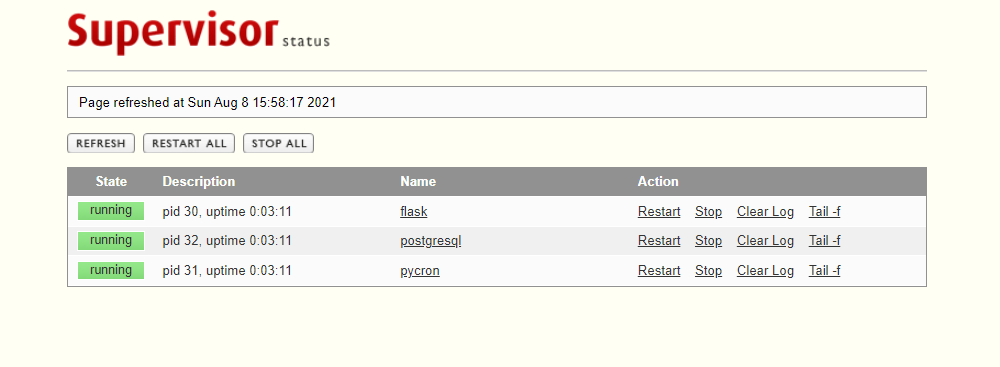 Supervisor status
Page refreshed at Sun Aug 8 15:58:17 2021
REFRESH RESTART ALL STOP ALL
State Description Name Action
running pid 30, uptime 0:03:11 flask Restart Stop Clear Log Tail -f
running pid 32, uptime 0:03:11 postgresql Restart Stop Clear Log Tail -f
running pid 31, uptime 0:03:11 pycron Restart Stop Clear Log Tail -f